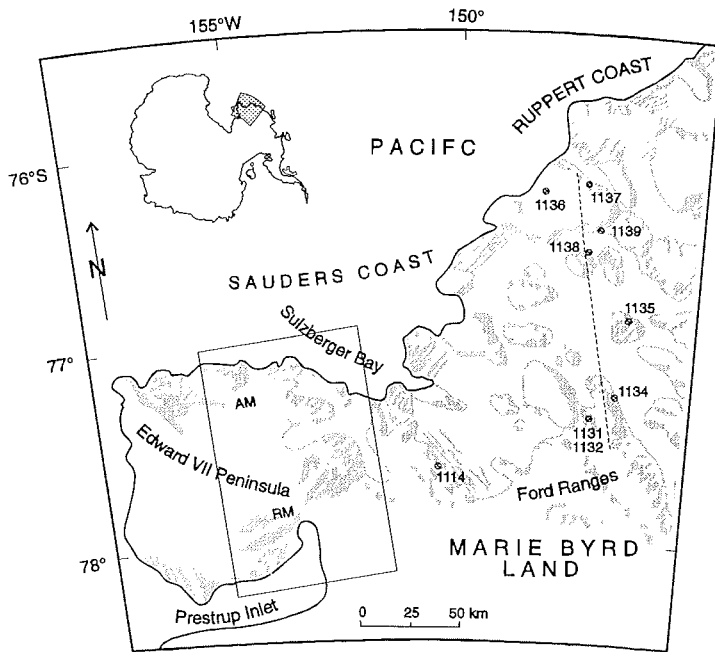 155°W
150°
RUPPERT COAST
PACIFC
76°S
1136
1137
1139
1138
N
SAUDERS COAST
Sulzberger Bay
1135
77°
AM
1134
1131
1132
Edward VII Peninsula
1114
Ford Ranges
RM
MARIE BYRD
LAND
78°
Prestrup Inlet
0 25 50 km